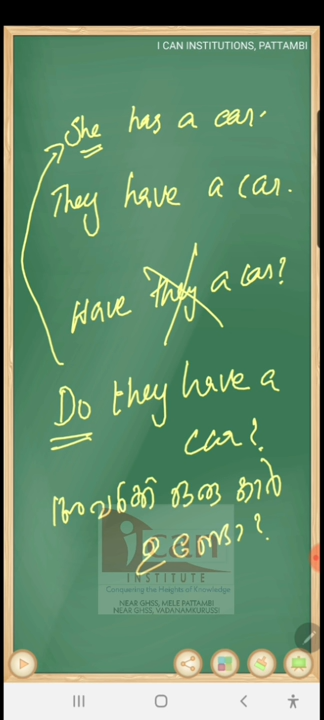 I CAN INSTITUTIONS, PATTAMBI
She has a car.
They have a car.
Have they a car?
Do they have a
car?
അവർക്ക് ഒരു കാർ
ഉണ്ടോ?
ican
INSTITUTE
Conquering the Heights of Knowledge
NEAR GHSS, MELE PATTAMBI
NEAR GHSS, VADANAMKURUSSI